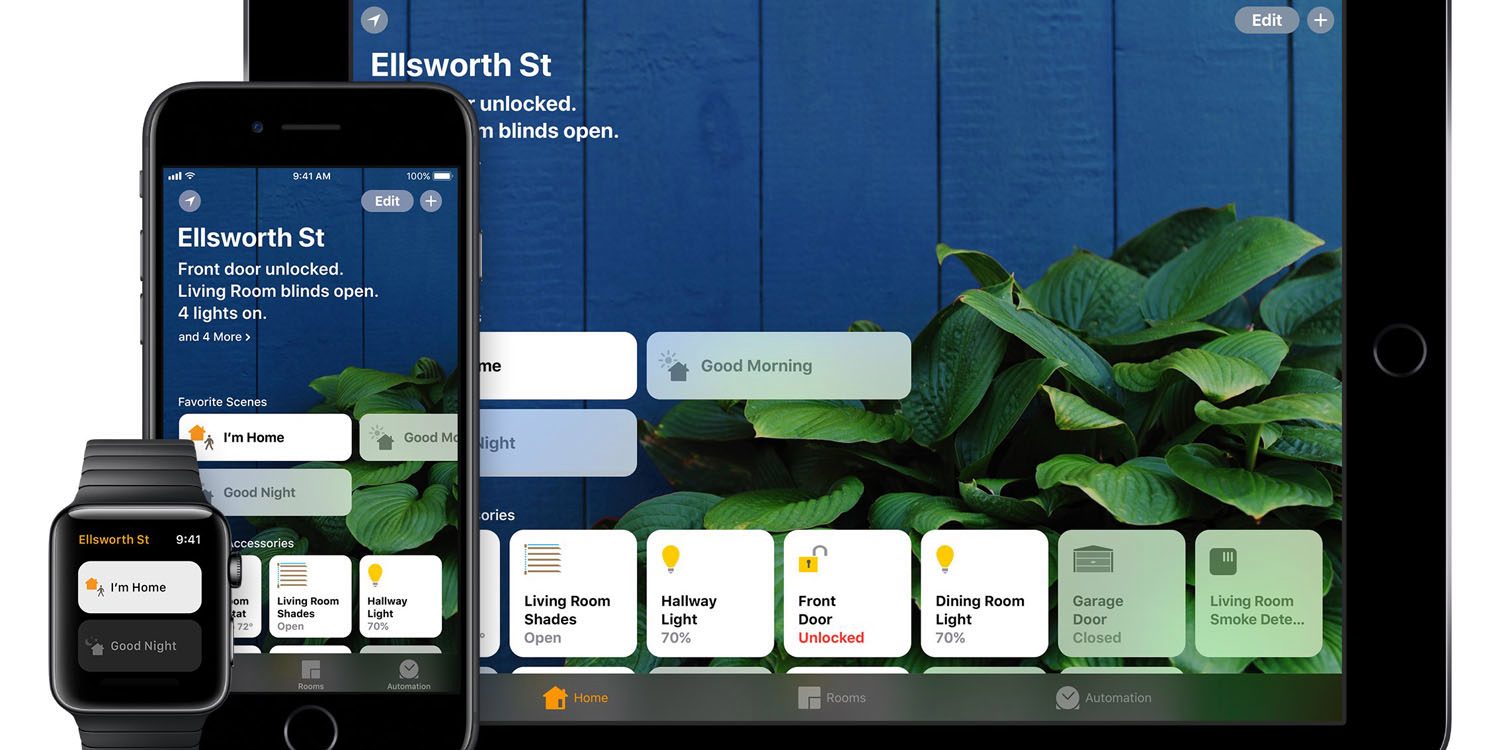 Edit
+
Ellsworth St
r unlocked.
m blinds open.
9:41 AM
100%
Edit
+
Ellsworth St
Front door unlocked.
Living Room blinds open.
4 lights on.
and 4 More >
Favorite Scenes
I'm Home
Good Mo
Good Night
Accessories
om
tat
72°
Living Room
Shades
Open
Hallway
Light
70%
Rooms
Automation
Ellsworth St
9:41
I'm Home
Good Night
s
me
Good Morning
Night
ories
Living Room
Shades
Open
Hallway
Light
70%
Front
Door
Unlocked
Dining Room
Light
70%
Garage
Door
Closed
Living Room
Smoke Dete...
Home
Rooms
Automation